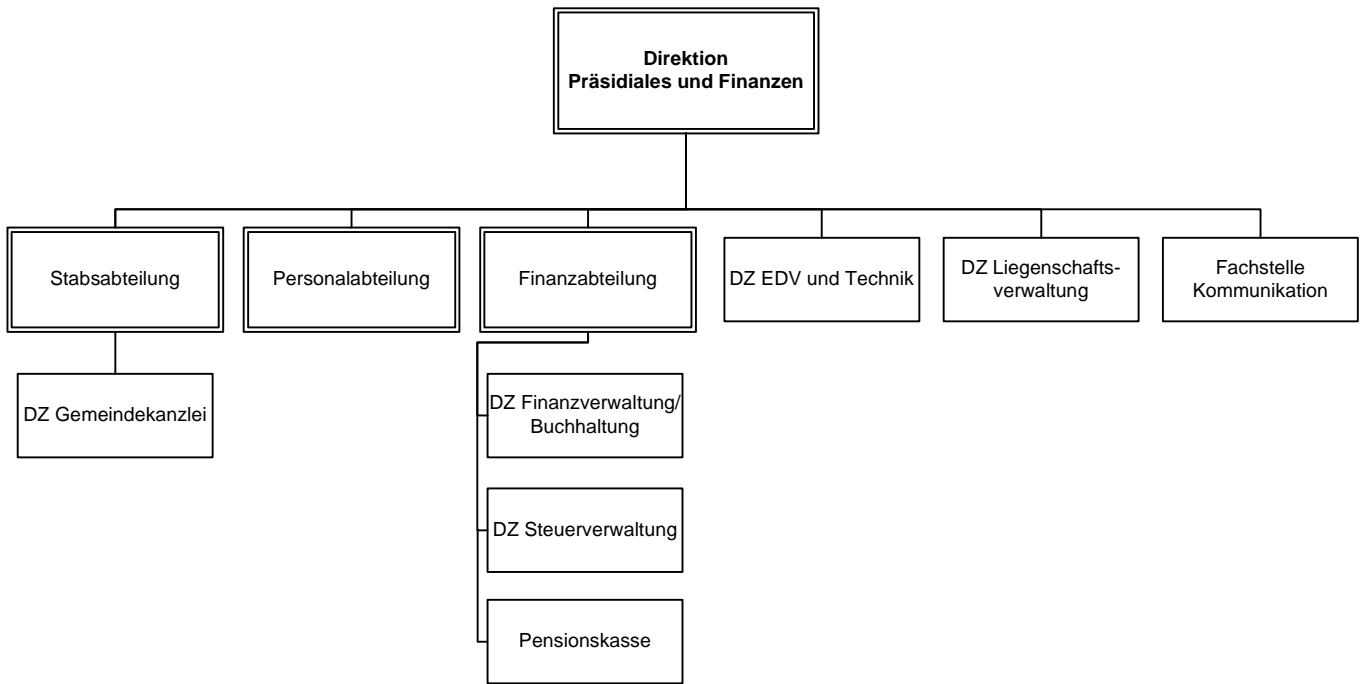 Direktion
Präsidiales und Finanzen
Stabsabteilung
Personalabteilung
Finanzabteilung
DZ EDV und Technik
DZ Liegenschafts-
verwaltung
Fachstelle
Kommunikation
DZ Gemeindekanzlei
DZ Finanzverwaltung/
Buchhaltung
DZ Steuerverwaltung
Pensionskasse